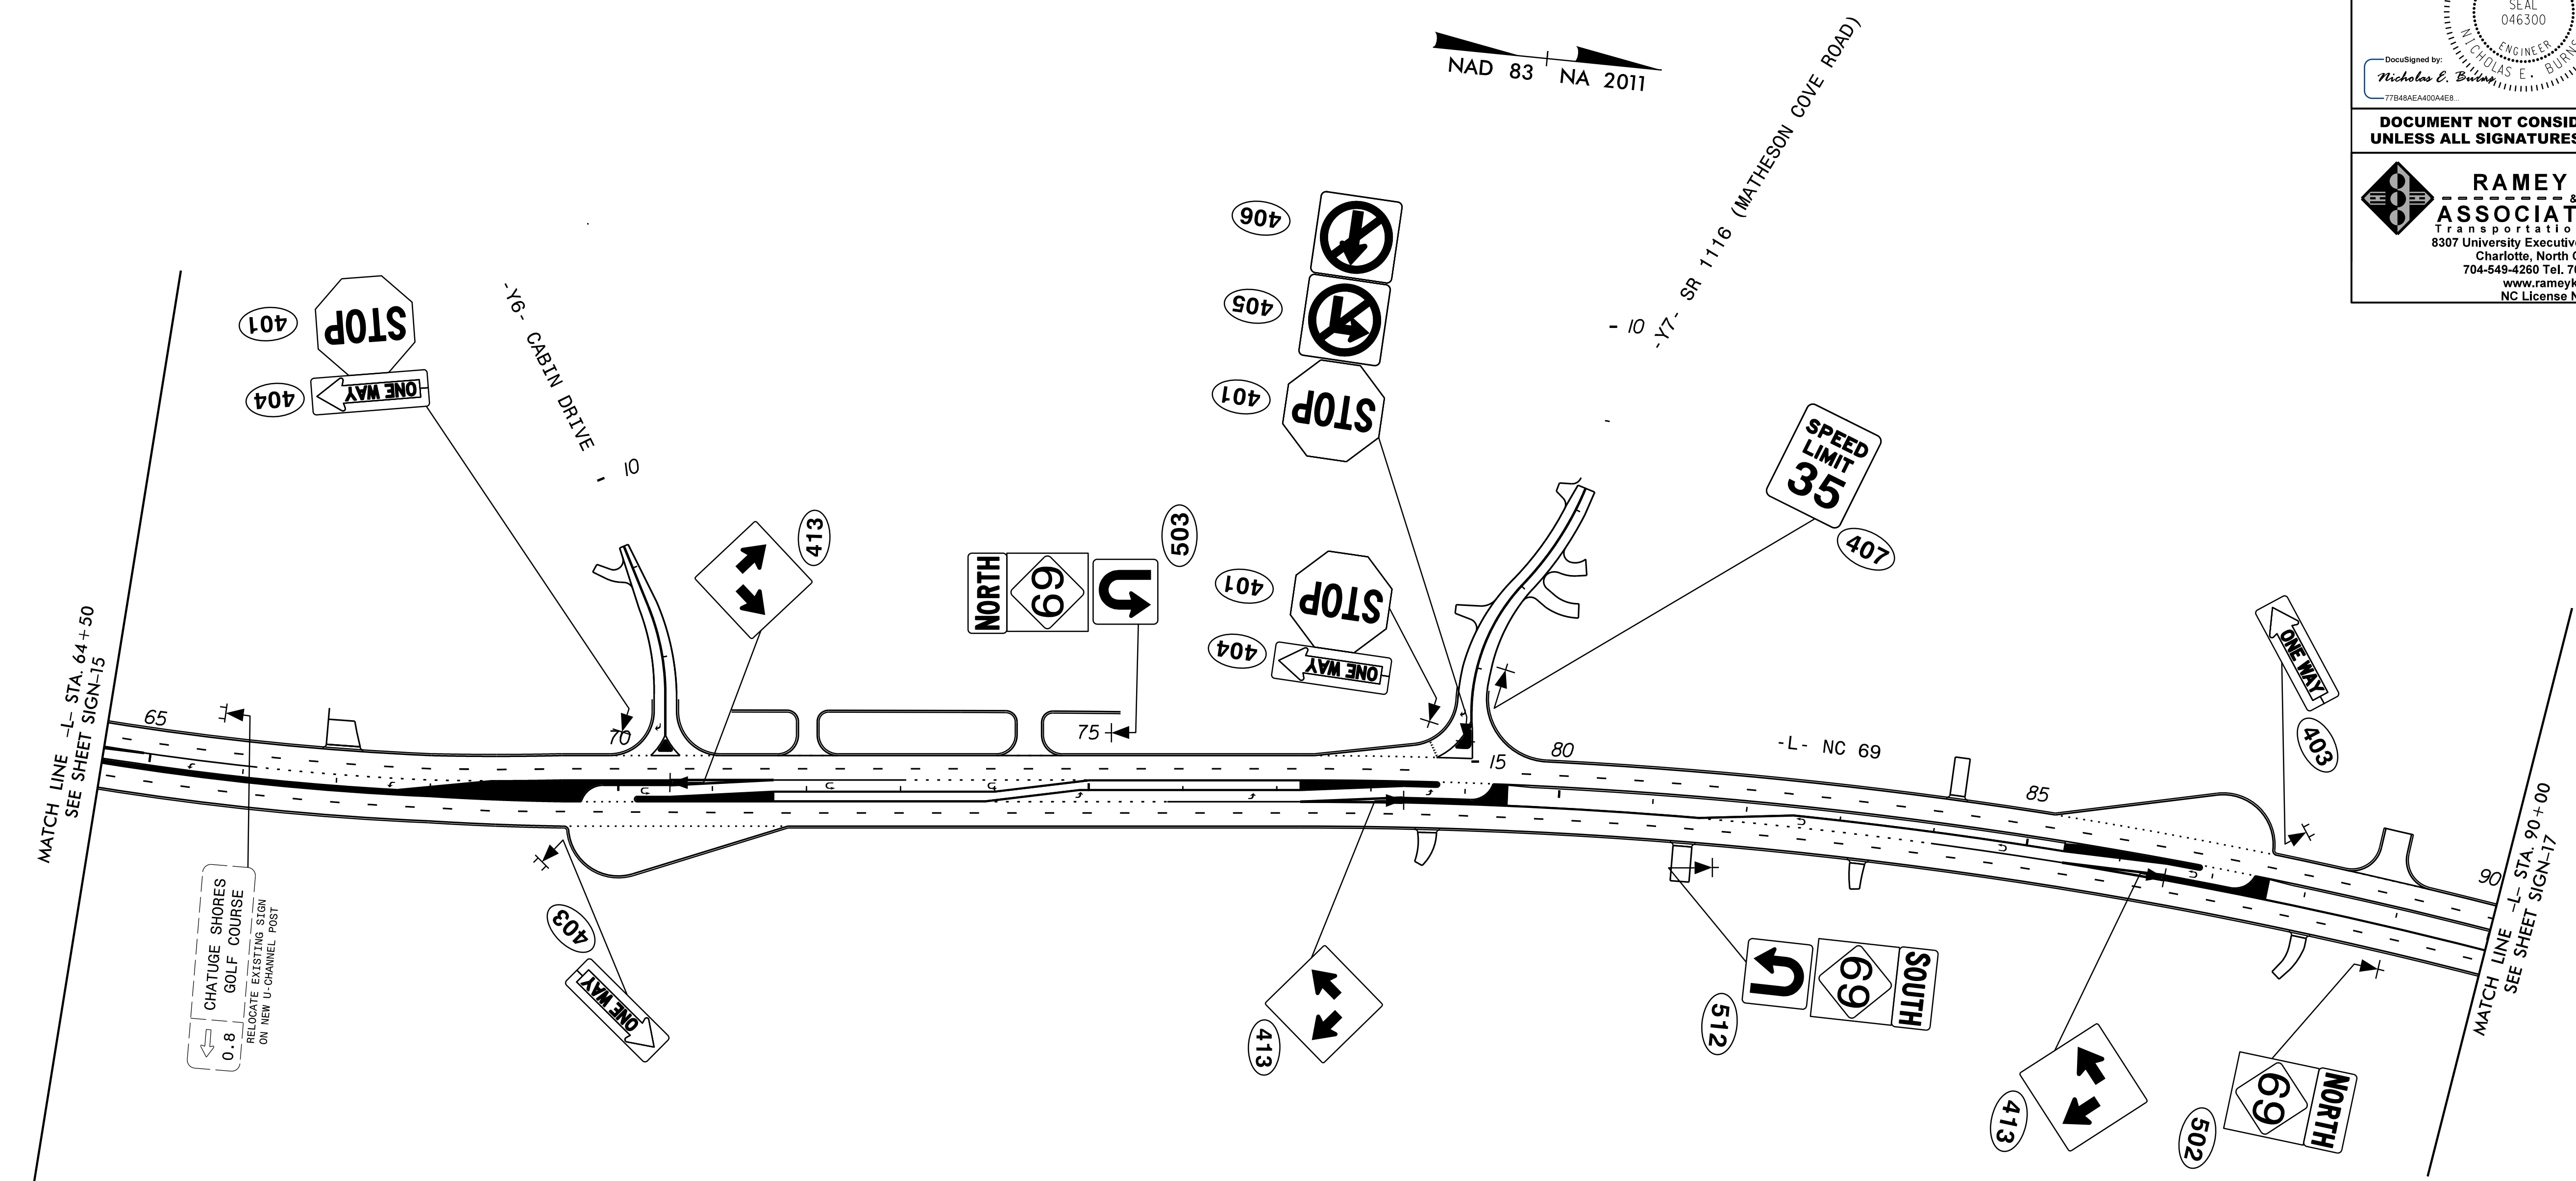 SEAL
046300
ENGINEER
NICHOLAS E. BURNS
DocuSigned by:
Nicholas E. Burns
77B48AEA400A4E8...
DOCUMENT NOT CONSID
UNLESS ALL SIGNATURES
RAMEY
&
ASSOCIAT
Transportatio
8307 University Executiv
Charlotte, North C
704-549-4260 Tel. 70
www.rameyk
NC License N
NAD 83 NA 2011
-Y7- SR 1116 (MATHESON COVE ROAD)
10
406
405
401
STOP
401
STOP
404
ONE WAY
-Y6- CABIN DRIVE
10
413
NORTH
69
503
401
STOP
404
ONE WAY
SPEED
LIMIT
35
407
ONE WAY
403
MATCH LINE -L- STA. 64+50
SEE SHEET SIGN-15
65
70
75
15
80
-L- NC 69
85
90
MATCH LINE -L- STA. 90+00
SEE SHEET SIGN-17
CHATUGE SHORES
GOLF COURSE
0.8
RELOCATE EXISTING SIGN
ON NEW U-CHANNEL POST
403
ONE WAY
413
512
69
SOUTH
413
502
69
NORTH